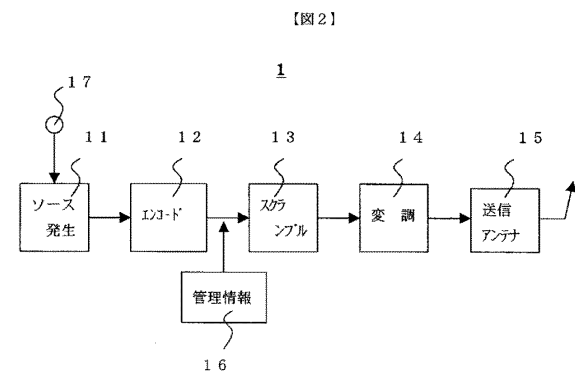 【図2】
1
17
11
12
13
14
15
ソース
発生
エンコード
スクラ
ンブル
変 調
送信
アンテナ
管理情報
16